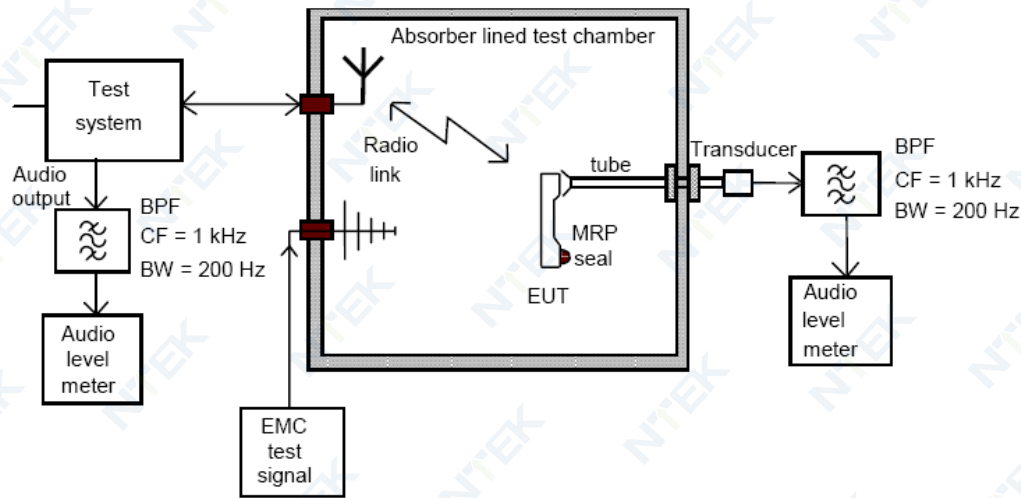 Absorber lined test chamber
Test
system
Radio
link
Audio
output
BPF
CF = 1 kHz
BW = 200 Hz
Audio
level
meter
EMC
test
signal
tube
Transducer
MRP
seal
EUT
BPF
CF = 1 kHz
BW = 200 Hz
Audio
level
meter
NTEK